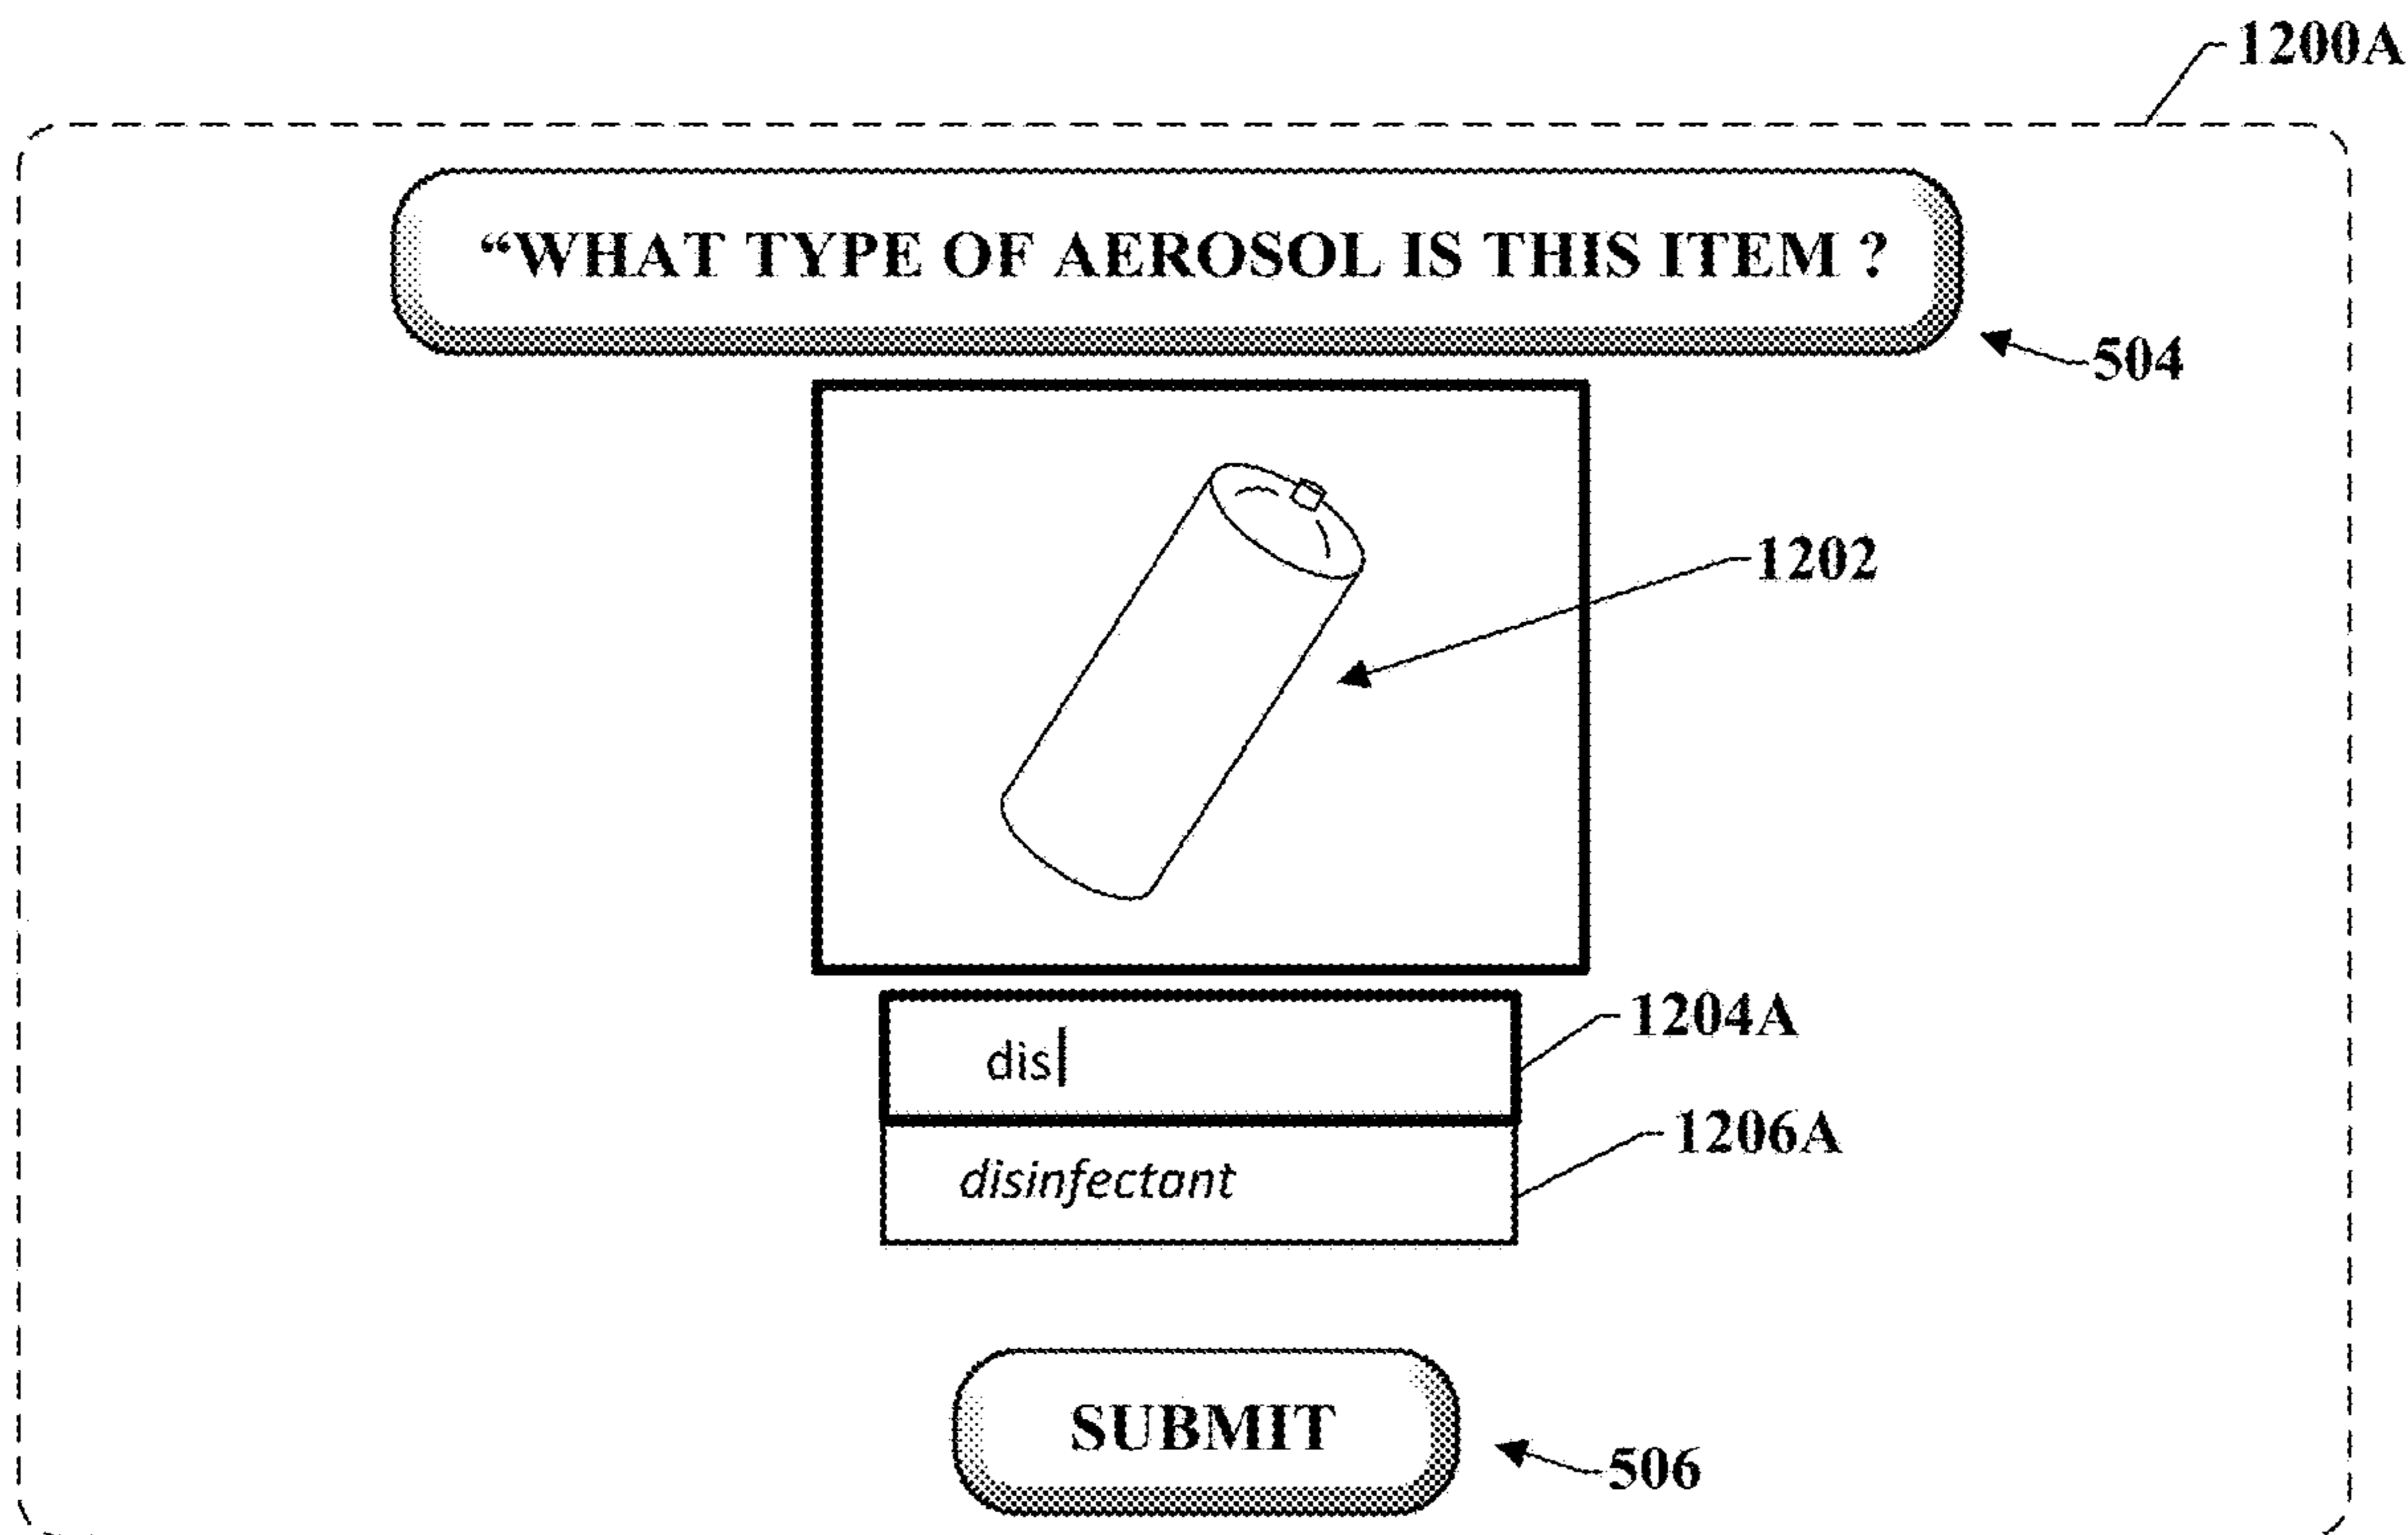 1200A
“WHAT TYPE OF AEROSOL IS THIS ITEM ?
504
1202
1204A
dis
1206A
disinfectant
SUBMIT
506